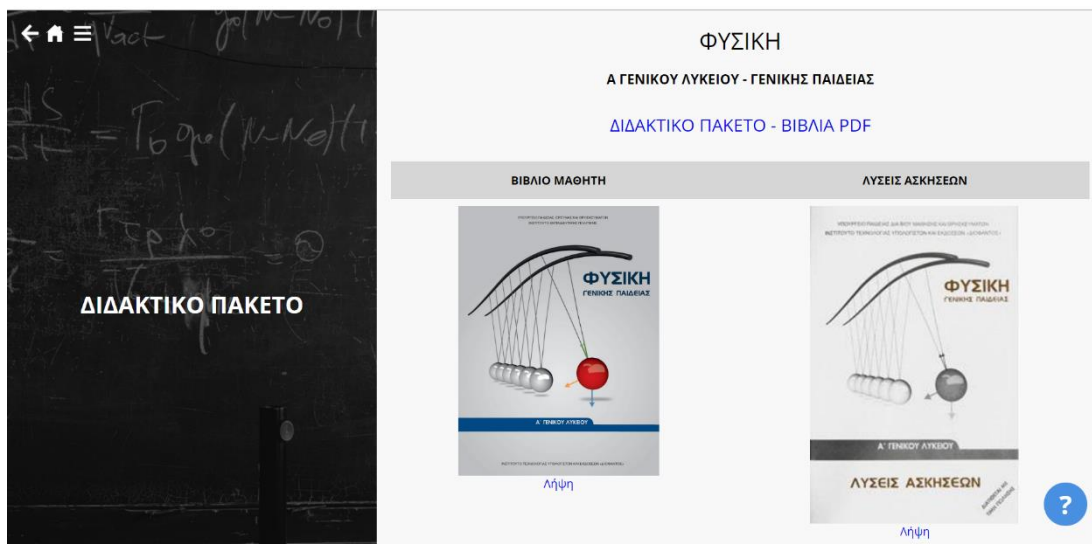 ΔΙΔΑΚΤΙΚΟ ΠΑΚΕΤΟ
ΦΥΣΙΚΗ
Α ΓΕΝΙΚΟΥ ΛΥΚΕΙΟΥ - ΓΕΝΙΚΗΣ ΠΑΙΔΕΙΑΣ
ΔΙΔΑΚΤΙΚΟ ΠΑΚΕΤΟ - ΒΙΒΛΙΑ PDF
ΒΙΒΛΙΟ ΜΑΘΗΤΗ
ΦΥΣΙΚΗ
ΓΕΝΙΚΗΣ ΠΑΙΔΕΙΑΣ
Α΄ ΓΕΝΙΚΟΥ ΛΥΚΕΙΟΥ
Λήψη
ΛΥΣΕΙΣ ΑΣΚΗΣΕΩΝ
ΦΥΣΙΚΗ
ΓΕΝΙΚΗΣ ΠΑΙΔΕΙΑΣ
Α΄ ΓΕΝΙΚΟΥ ΛΥΚΕΙΟΥ
ΛΥΣΕΙΣ ΑΣΚΗΣΕΩΝ
Λήψη
?